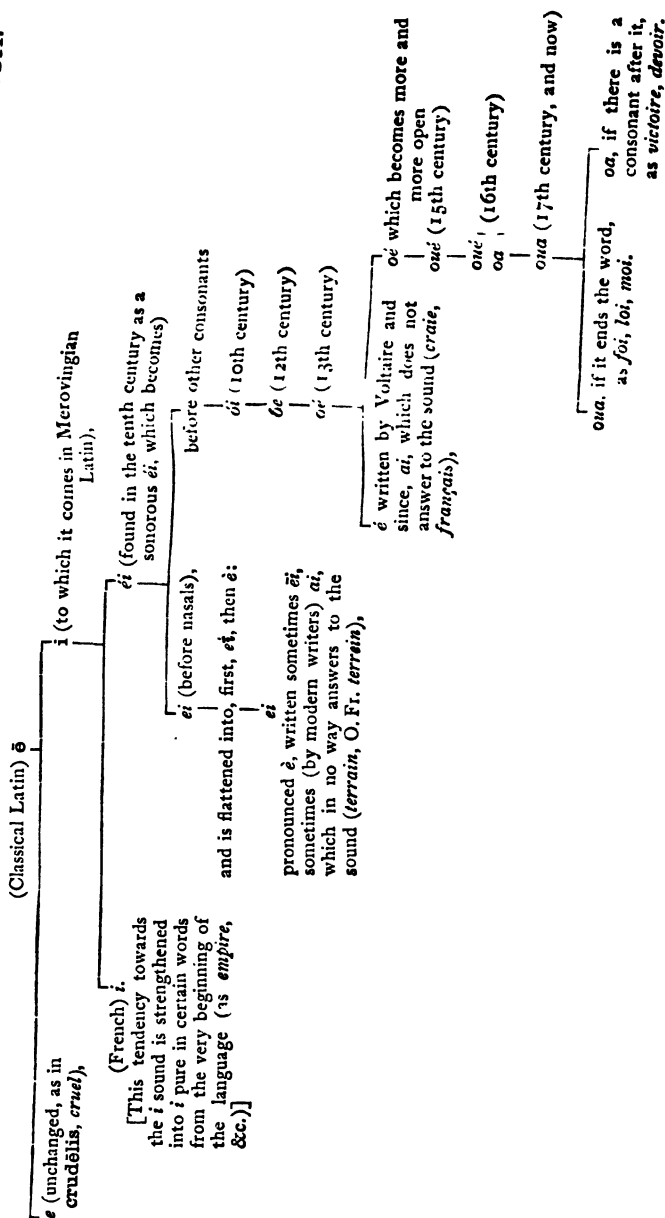 (Classical Latin) ē
e (unchanged, as in
crudēlis, cruel),
i (to which it comes in Merovingian
Latin),
(French) i.
[This tendency towards
the i sound is strengthened
into i pure in certain words
from the very beginning of
the language (as empire,
&c.)]
éi (found in the tenth century as a
sonorous éi, which becomes)
ei (before nasals),
and is flattened into, first, eï, then è:
ei
pronounced è, written sometimes ēi,
sometimes (by modern writers) ai,
which in no way answers to the
sound (terrain, O. Fr. terrein),
before other consonants
ói (10th century)
óe (12th century)
oé (13th century)
é written by Voltaire and
since, ai, which does not
answer to the sound (craie,
français),
oé which becomes more and
more open
oué (15th century)
oué
oa
(16th century)
oua (17th century, and now)
oua. if it ends the word,
as foi, loi, moi.
oa, if there is a
consonant after it,
as victoire, devoir.